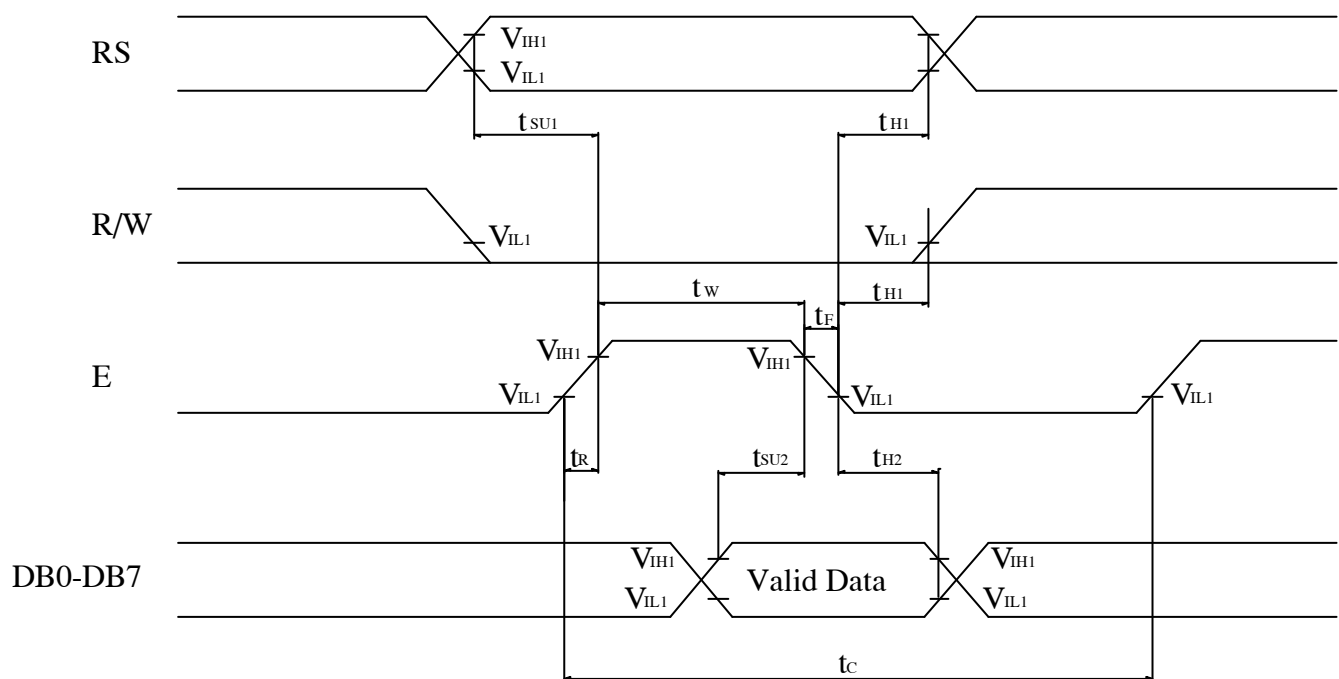 RS
VIH1
VIL1
tSU1
tH1
R/W
VIL1
VIL1
tW
tH1
tF
E
VIH1
VIH1
VIL1
VIL1
VIL1
tR
tSU2
tH2
DB0-DB7
VIH1
VIH1
Valid Data
VIL1
VIL1
tC